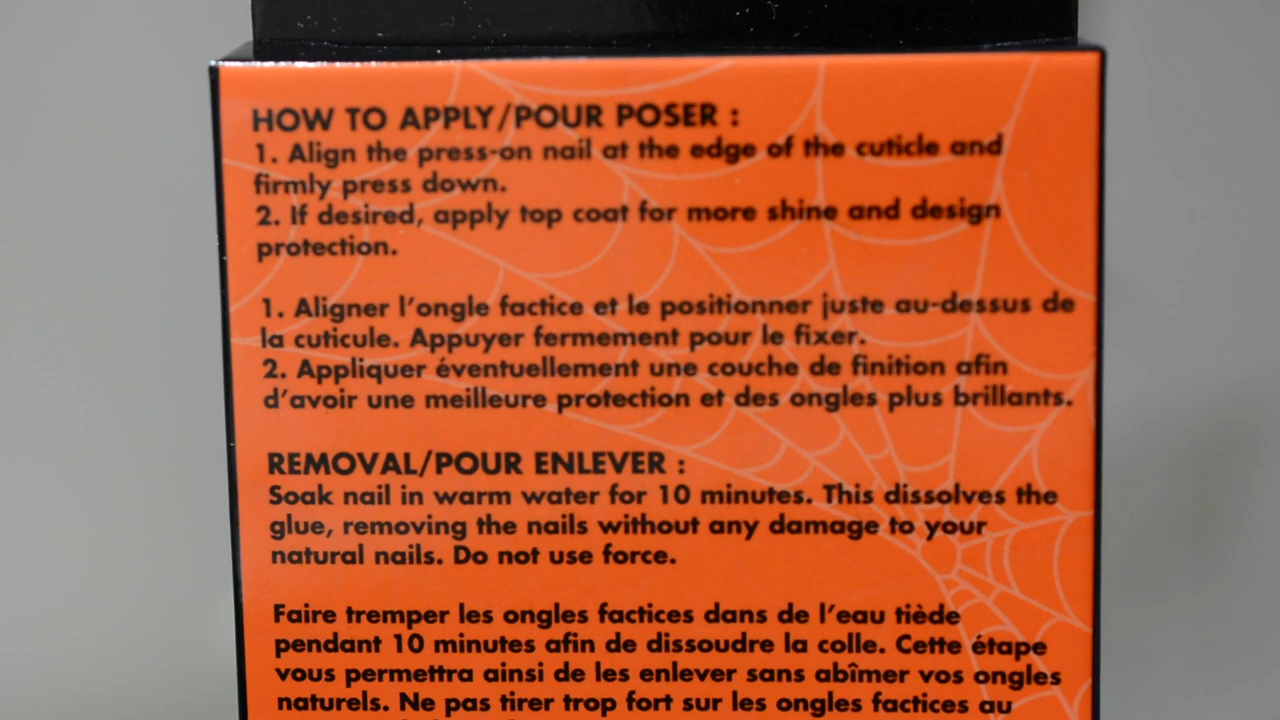 HOW TO APPLY/POUR POSER :
1. Align the press-on nail at the edge of the cuticle and
firmly press down.
2. If desired, apply top coat for more shine and design
protection.
1. Aligner l'ongle factice et le positionner juste au-dessus de
la cuticule. Appuyer fermement pour le fixer.
2. Appliquer éventuellement une couche de finition afin
d'avoir une meilleure protection et des ongles plus brillants.
REMOVAL/POUR ENLEVER :
Soak nail in warm water for 10 minutes. This dissolves the
glue, removing the nails without any damage to your
natural nails. Do not use force.
Faire tremper les ongles factices dans de l'eau tiède
pendant 10 minutes afin de dissoudre la colle. Cette étape
vous permettra ainsi de les enlever sans abîmer vos ongles
naturels. Ne pas tirer trop fort sur les ongles factices au